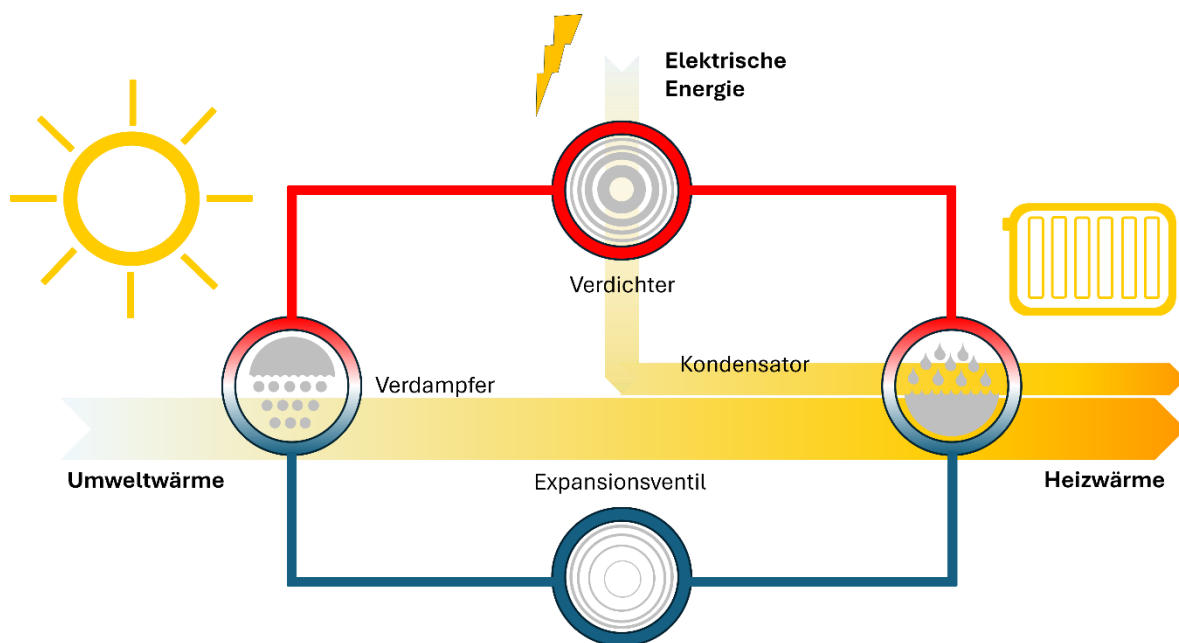 Elektrische
Energie
Verdichter
Kondensator
Verdampfer
Umweltwärme
Expansionsventil
Heizwärme